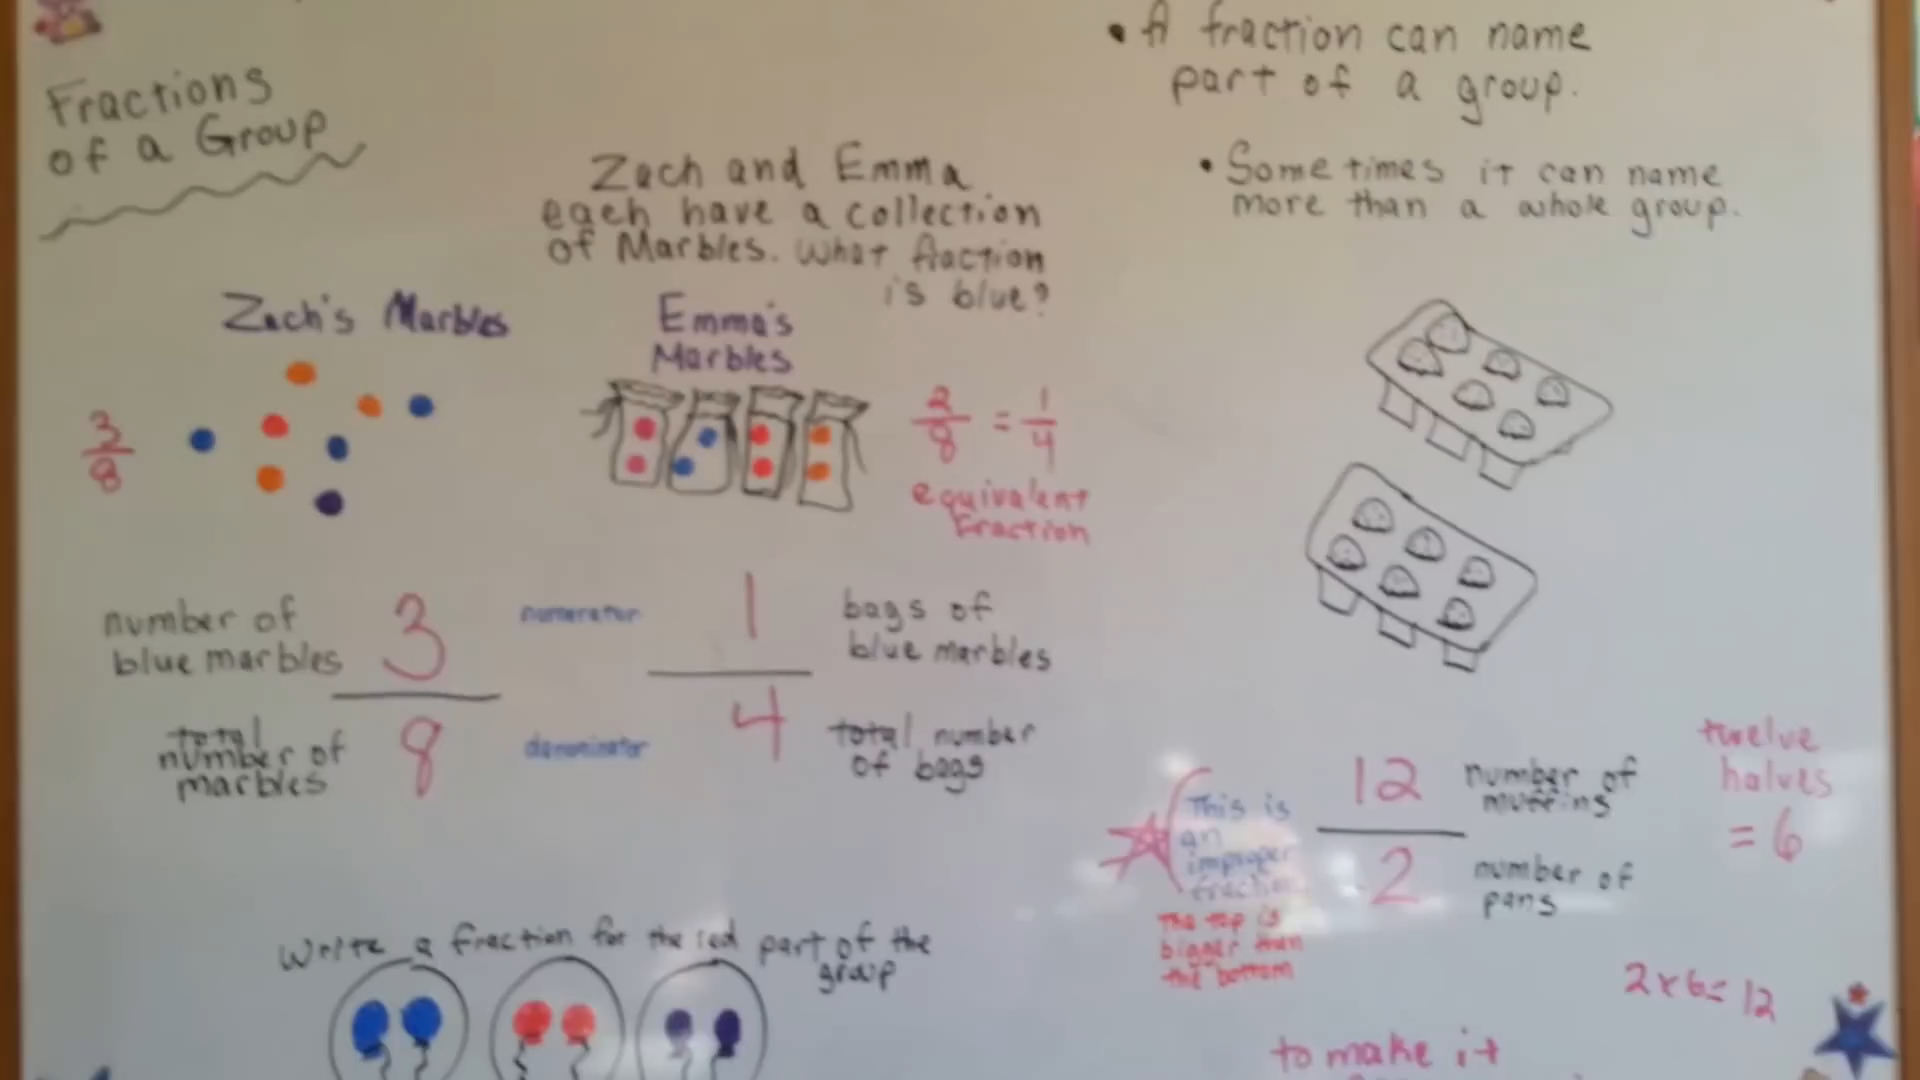 Fractions
of a Group
• A fraction can name
part of a group.
• Sometimes it can name
more than a whole group.
Zach and Emma
each have a collection
of Marbles. What fraction
is blue?
Zach's Marbles
3/8
Emma's
Marbles
2/8 = 1/4
equivalent
Fraction
number of
blue marbles
3
total
number of
marbles
8
numerator
denominator
1
4
bags of
blue marbles
total number
of bags
This is
an
improper
fraction
The top is
bigger than
the bottom
12
2
number of
muffins
number of
pans
twelve
halves
= 6
2 x 6 = 12
Write a fraction for the red part of the
group
to make it